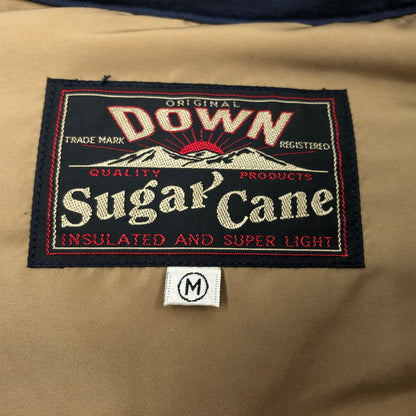 ORIGINAL
DOWN
TRADE MARK REGISTERED
QUALITY PRODUCTS
Sugar Cane
INSULATED AND SUPER LIGHT
M